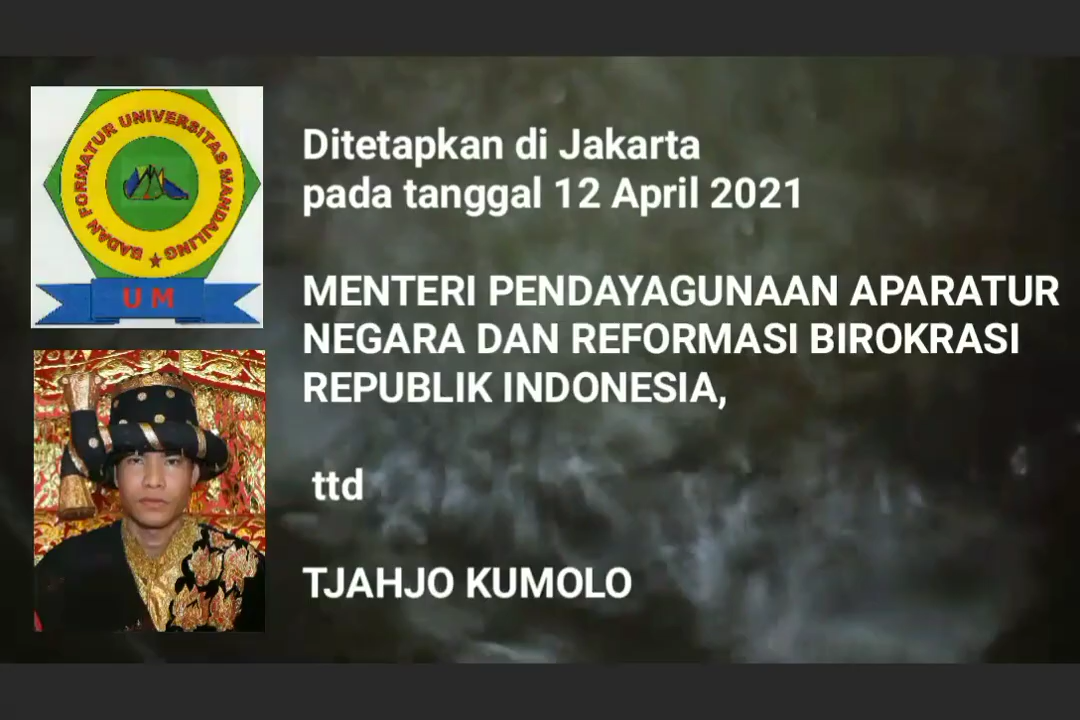 BADAN FORMATUR UNIVERSITAS MANDAILING
U M
Ditetapkan di Jakarta
pada tanggal 12 April 2021
MENTERI PENDAYAGUNAAN APARATUR
NEGARA DAN REFORMASI BIROKRASI
REPUBLIK INDONESIA,
ttd
TJAHJO KUMOLO